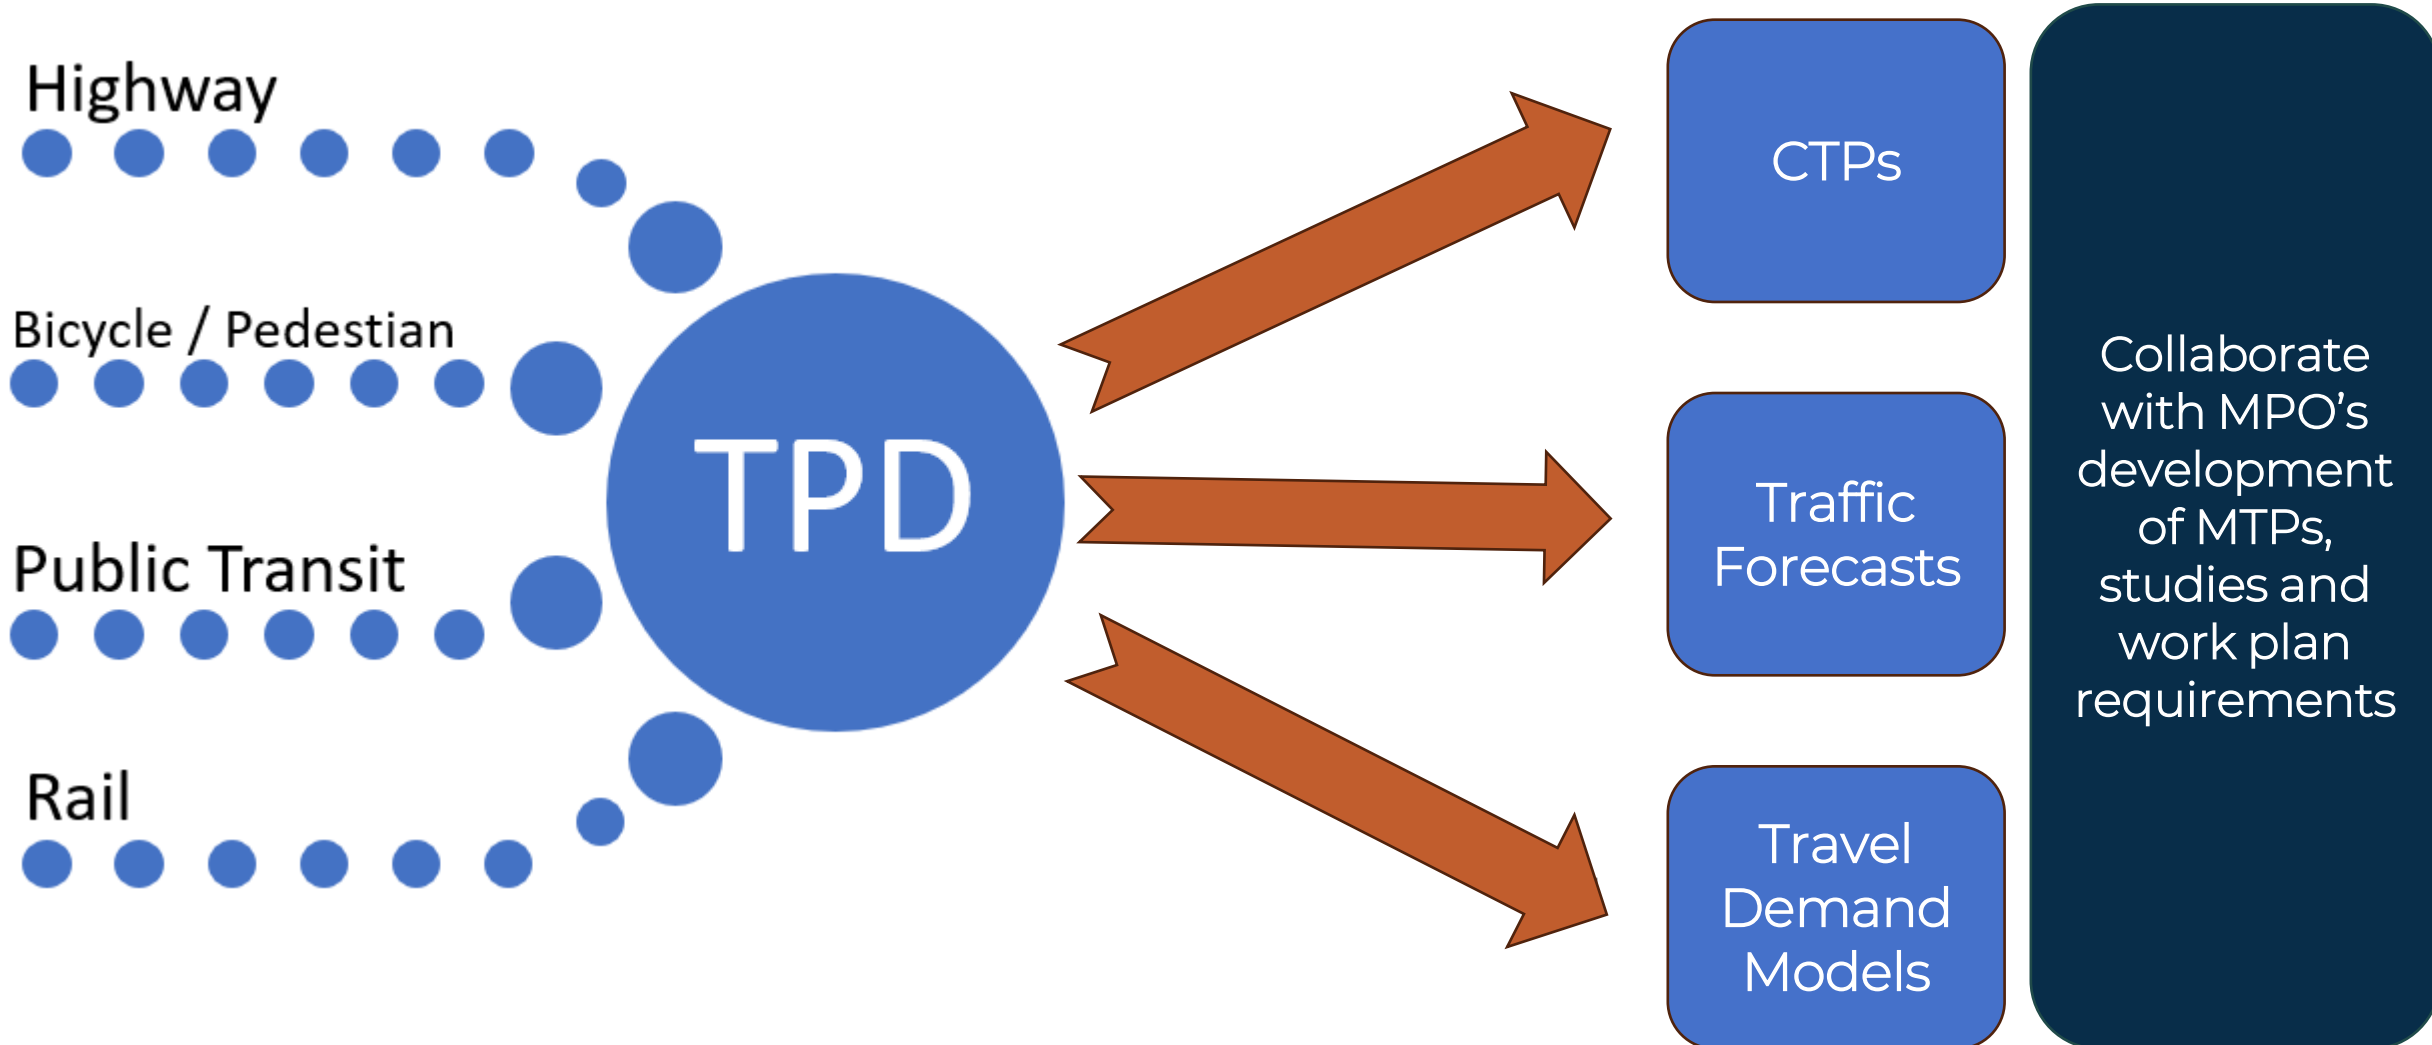 Highway
Bicycle / Pedestian
Public Transit
Rail
TPD
CTPs
Traffic
Forecasts
Travel
Demand
Models
Collaborate
with MPO’s
development
of MTPs,
studies and
work plan
requirements